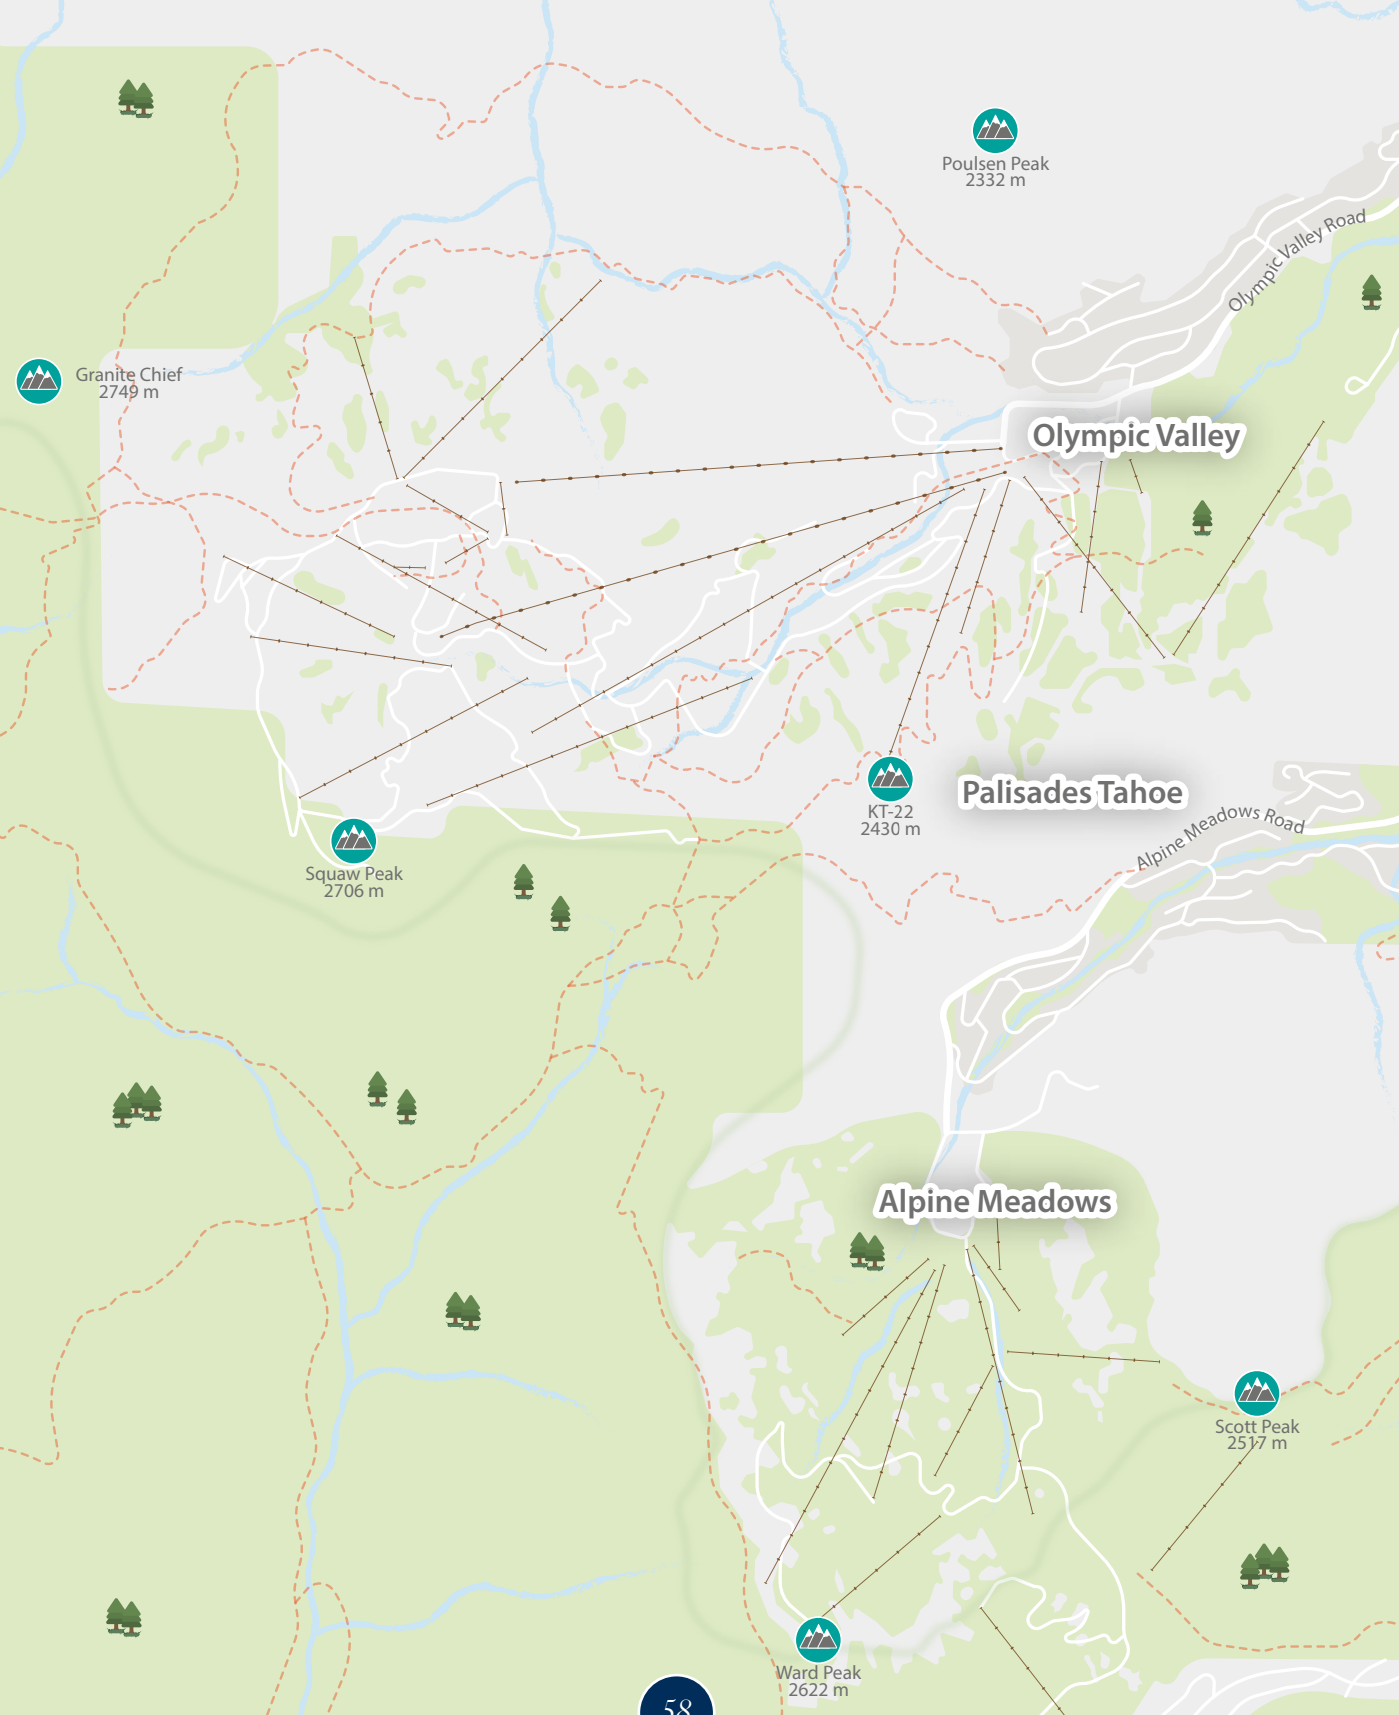 Poulsen Peak
2332 m
Olympic Valley Road
Granite Chief
2749 m
Olympic Valley
Palisades Tahoe
KT-22
2430 m
Alpine Meadows Road
Squaw Peak
2706 m
Alpine Meadows
Scott Peak
2517 m
Ward Peak
2622 m
58